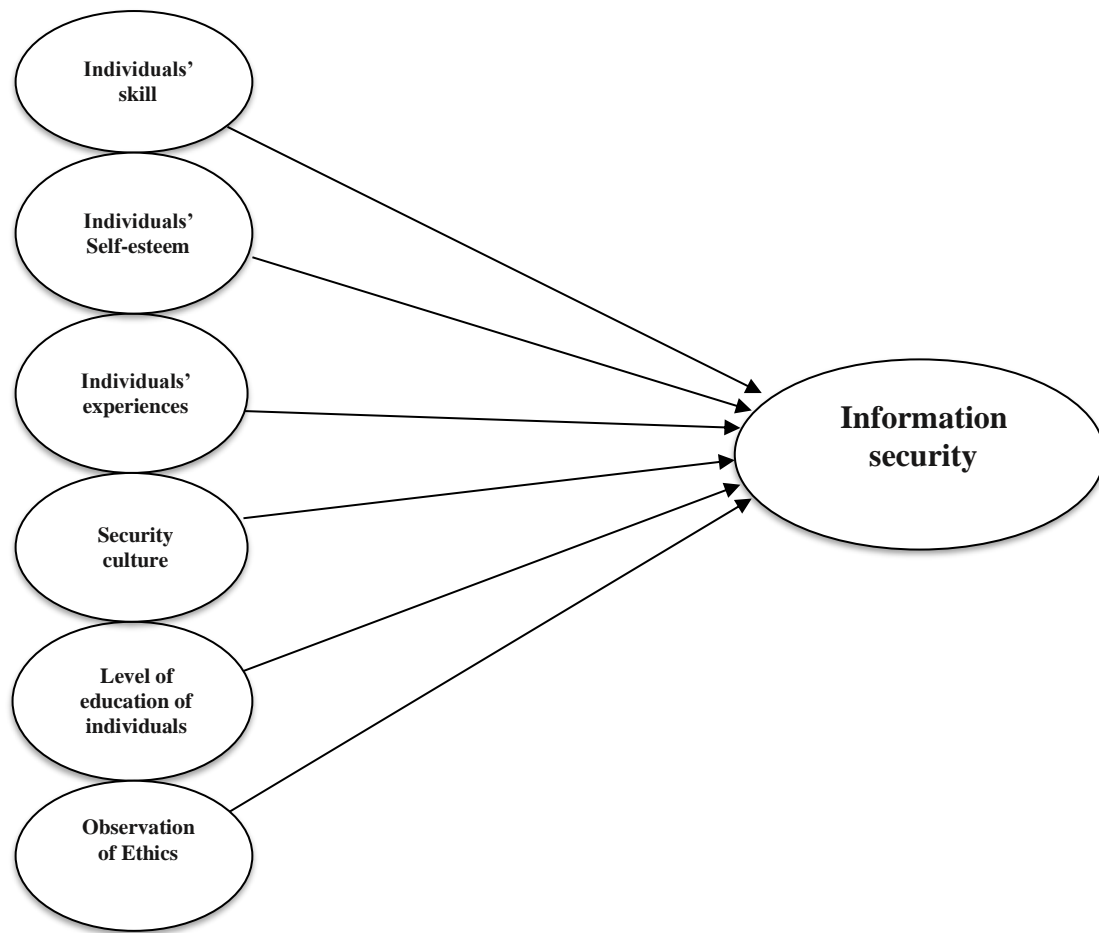 Individuals’
skill
Individuals’
Self-esteem
Individuals’
experiences
Information
security
Security
culture
Level of
education of
individuals
Observation
of Ethics